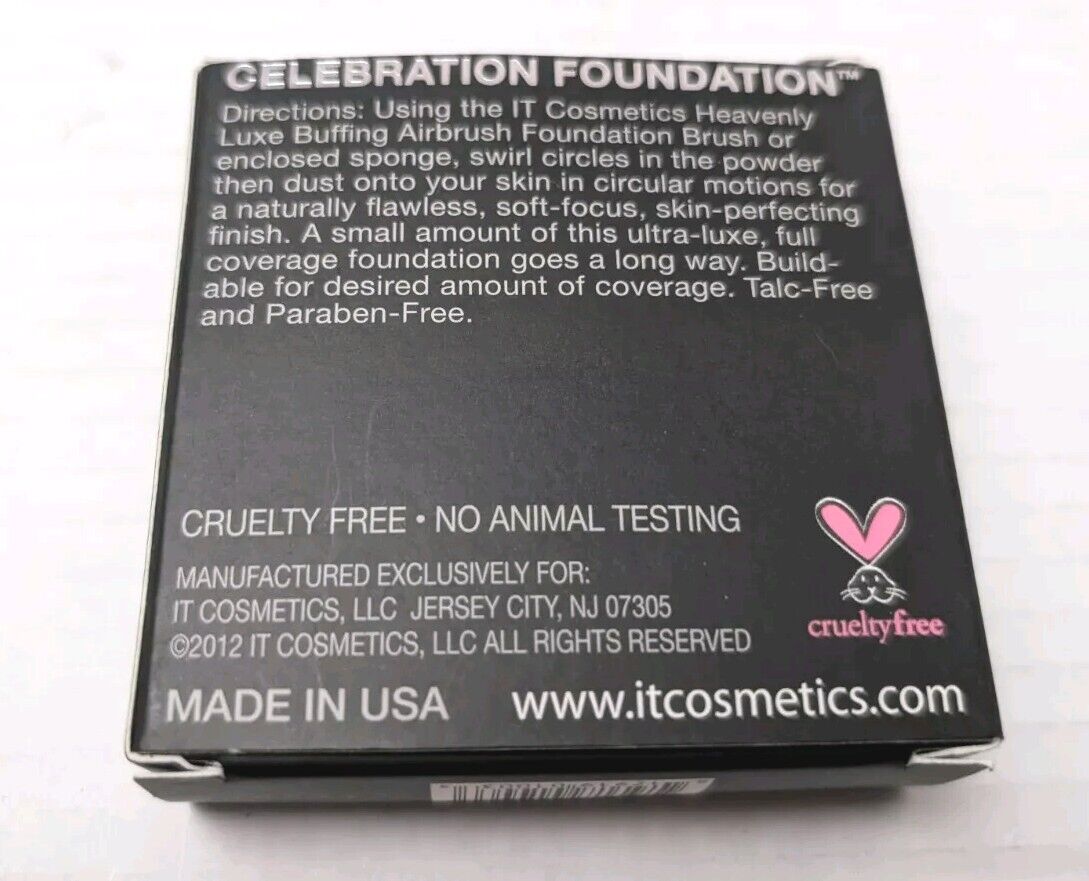 CELEBRATION FOUNDATION™
Directions: Using the IT Cosmetics Heavenly
Luxe Buffing Airbrush Foundation Brush or
enclosed sponge, swirl circles in the powder
then dust onto your skin in circular motions for
a naturally flawless, soft-focus, skin-perfecting
finish. A small amount of this ultra-luxe, full
coverage foundation goes a long way. Build-
able for desired amount of coverage. Talc-Free
and Paraben-Free.
CRUELTY FREE • NO ANIMAL TESTING
MANUFACTURED EXCLUSIVELY FOR:
IT COSMETICS, LLC JERSEY CITY, NJ 07305
©2012 IT COSMETICS, LLC ALL RIGHTS RESERVED
crueltyfree
MADE IN USA www.itcosmetics.com